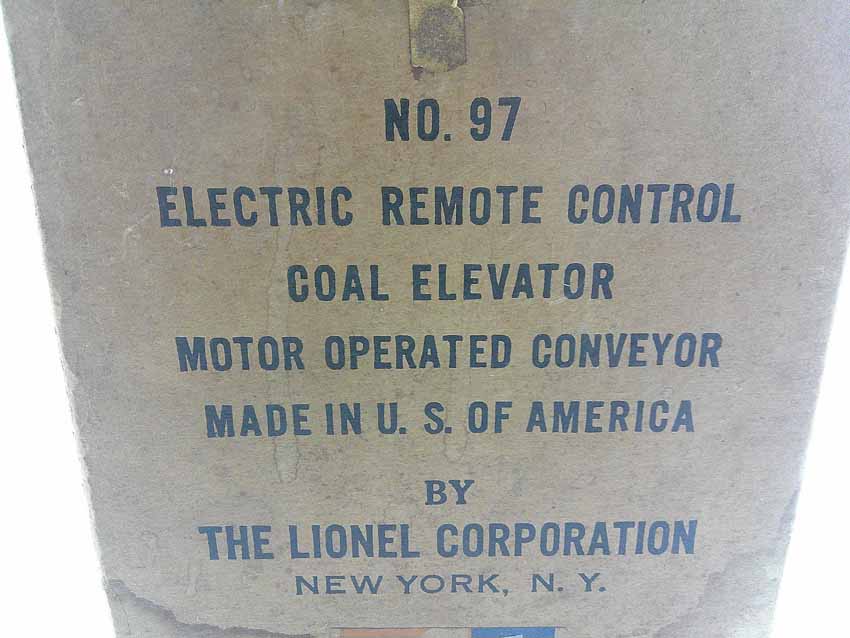 NO. 97
ELECTRIC REMOTE CONTROL
COAL ELEVATOR
MOTOR OPERATED CONVEYOR
MADE IN U. S. OF AMERICA
BY
THE LIONEL CORPORATION
NEW YORK, N. Y.